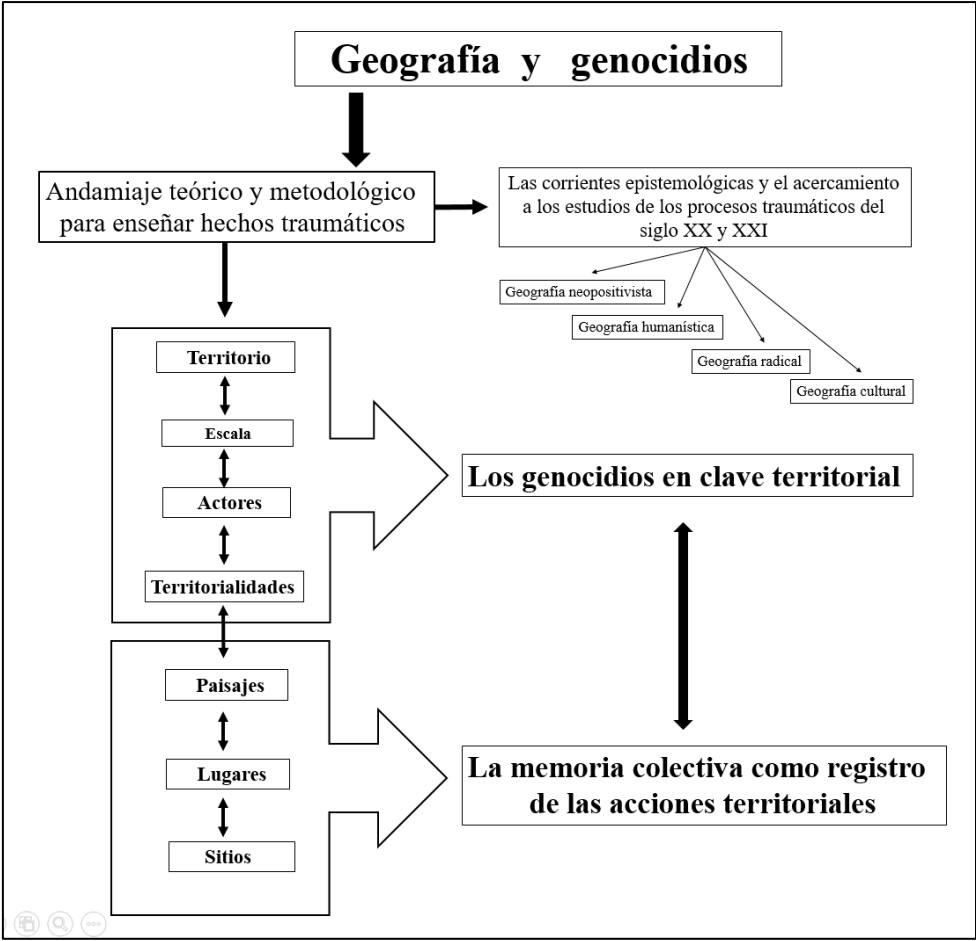 Geografía y genocidios
Andamiaje teórico y metodológico
para enseñar hechos traumáticos
Las corrientes epistemológicas y el acercamiento
a los estudios de los procesos traumáticos del
siglo XX y XXI
Geografía neopositivista
Geografía humanística
Geografía radical
Geografía cultural
Territorio
Escala
Actores
Territorialidades
Los genocidios en clave territorial
Paisajes
Lugares
Sitios
La memoria colectiva como registro
de las acciones territoriales